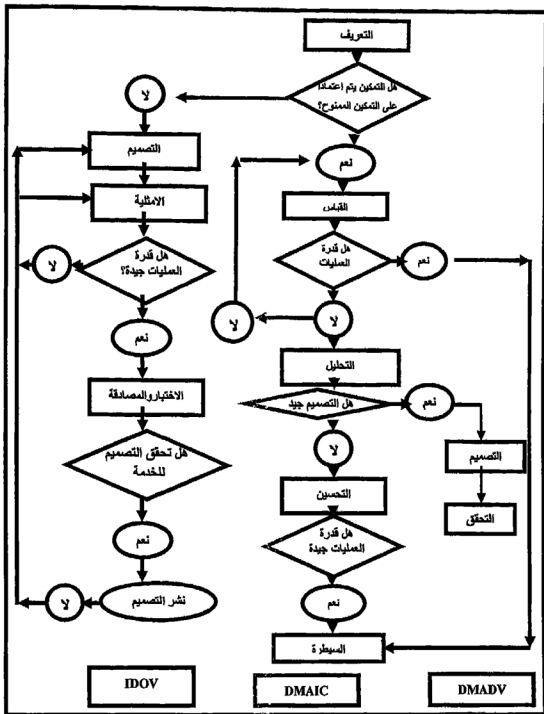 التعريف
هل التمكين يتم اعتمادا
على التمكين الممنوح؟
لا
نعم
التصميم
الامثلية
القياس
هل قدرة
العمليات جيدة؟
لا
هل قدرة
العمليات
نعم
نعم
لا
لا
الاختبار والمصادقة
التحليل
هل التصميم جيد
نعم
هل تحقق التصميم
للخدمة
لا
التصميم
التحسين
التحقق
نعم
هل قدرة
العمليات جيدة
لا
نشر التصميم
نعم
السيطرة
IDOV
DMAIC
DMADV